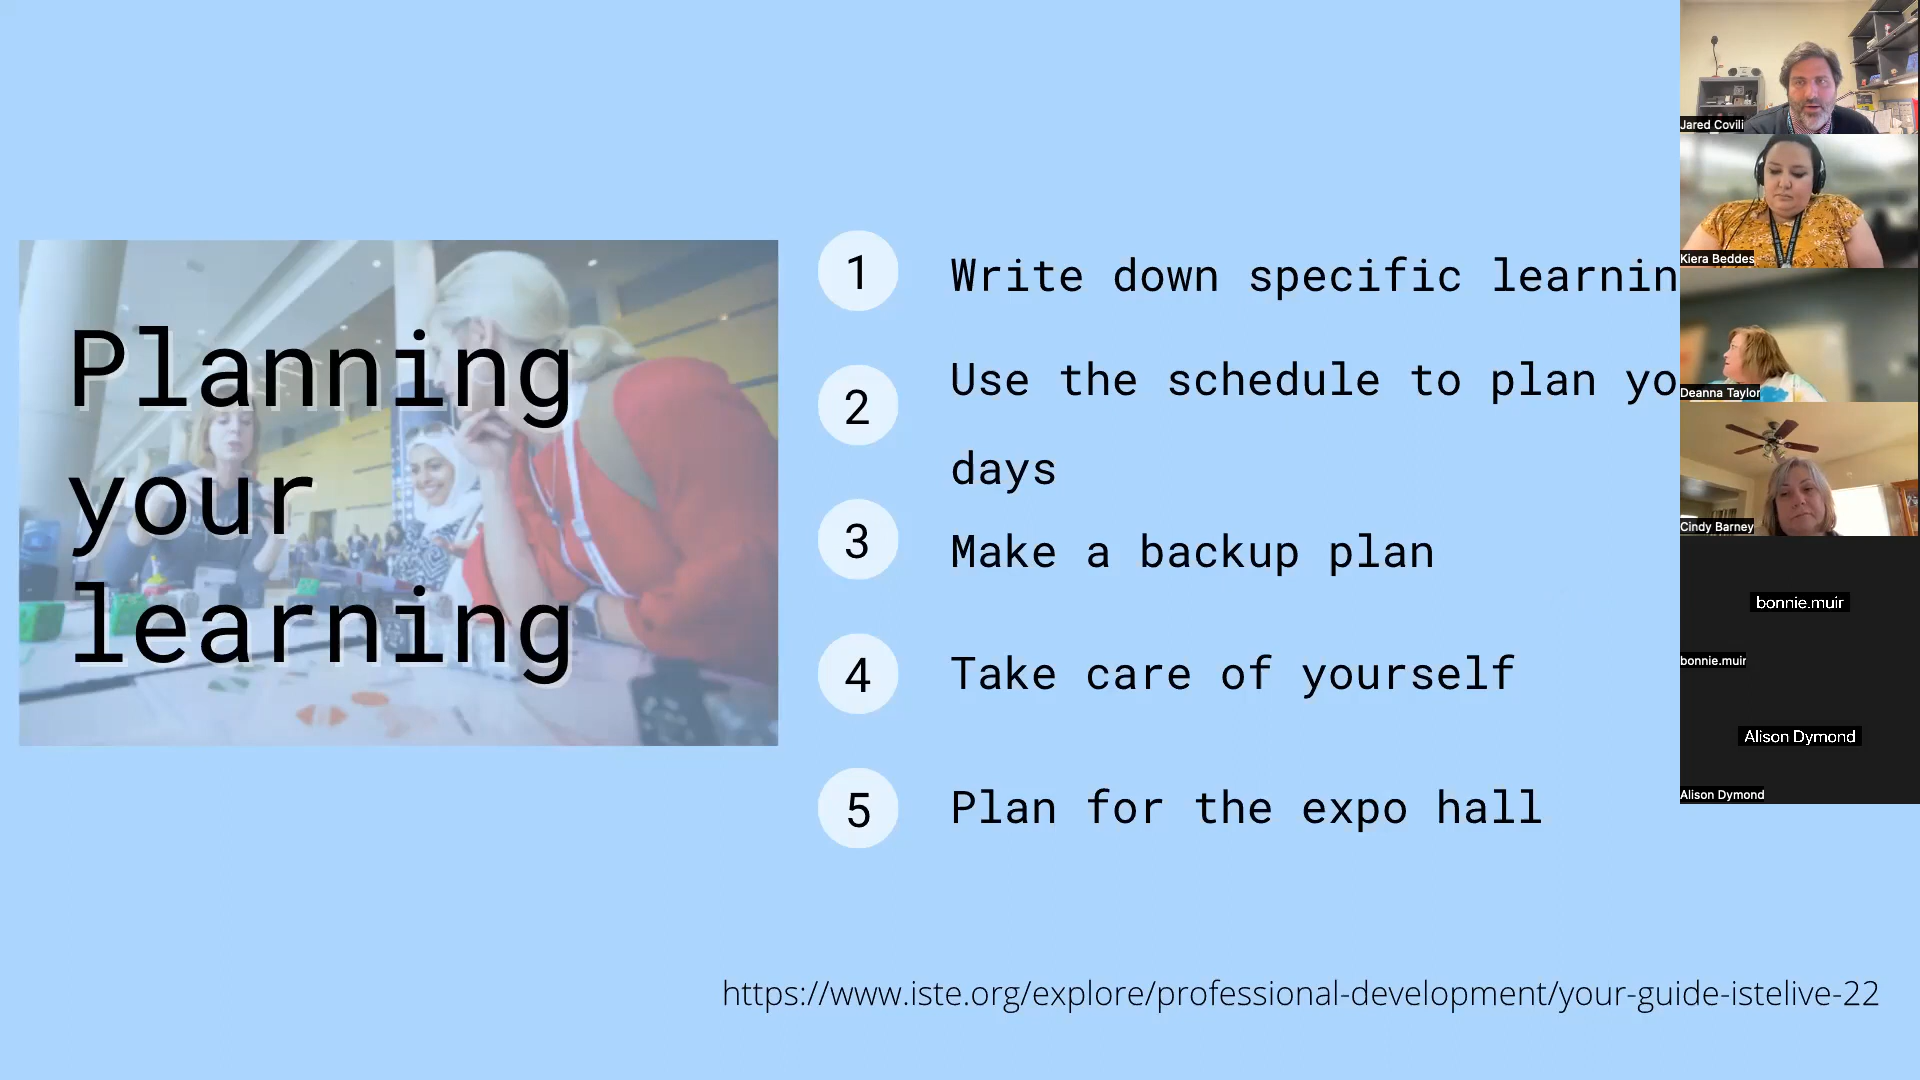 Planning
your
learning
1 Write down specific learnin
2 Use the schedule to plan yo
days
3 Make a backup plan
4 Take care of yourself
5 Plan for the expo hall
https://www.iste.org/explore/professional-development/your-guide-istelive-22
Jared Covili
Kiera Beddes
Deanna Taylor
Cindy Barney
bonnie.muir
bonnie.muir
Alison Dymond
Alison Dymond